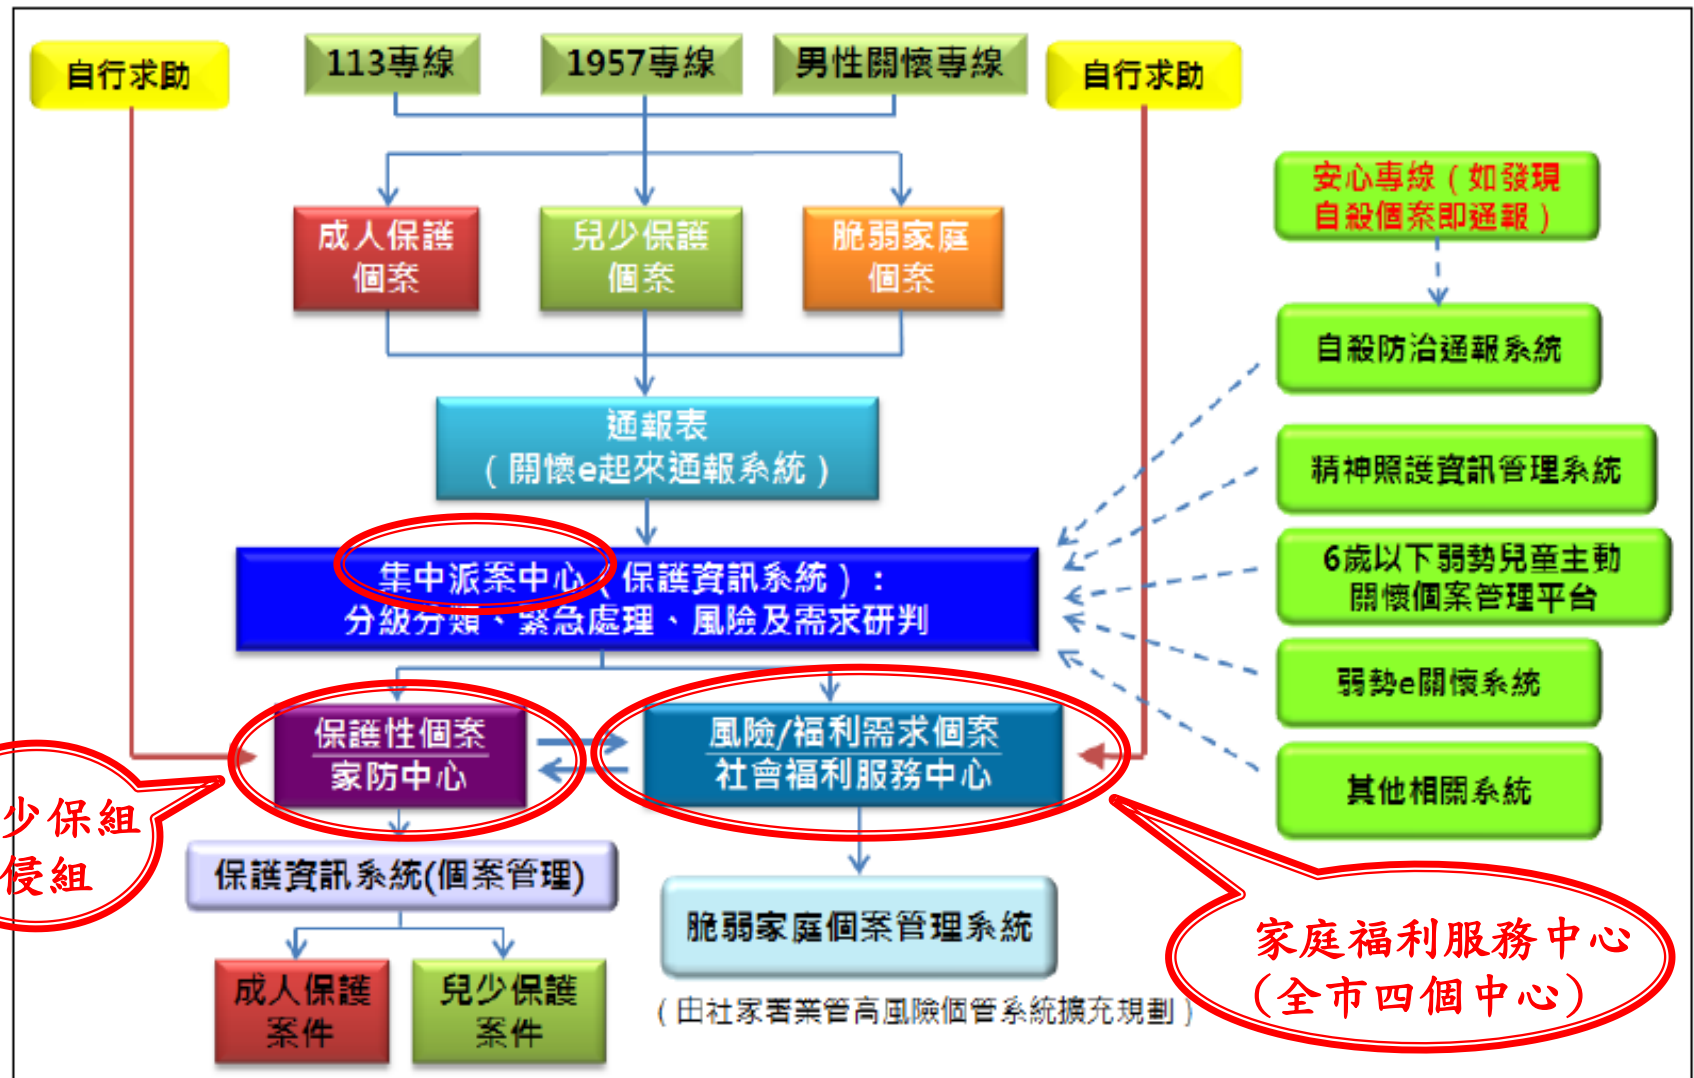 自行求助
113專線
1957專線
男性關懷專線
自行求助
安心專線（如發現
自殺個案即通報）
成人保護
個案
兒少保護
個案
脆弱家庭
個案
自殺防治通報系統
通報表
（關懷e起來通報系統）
精神照護資訊管理系統
集中派案中心（保護資訊系統）：
分級分類、緊急處理、風險及需求研判
6歲以下弱勢兒童主動
關懷個案管理平台
弱勢e關懷系統
保護性個案
家防中心
風險/福利需求個案
社會福利服務中心
其他相關系統
少保組
侵組
保護資訊系統(個案管理)
脆弱家庭個案管理系統
家庭福利服務中心
(全市四個中心)
成人保護
案件
兒少保護
案件
（由社家署業管高風險個管系統擴充規劃）